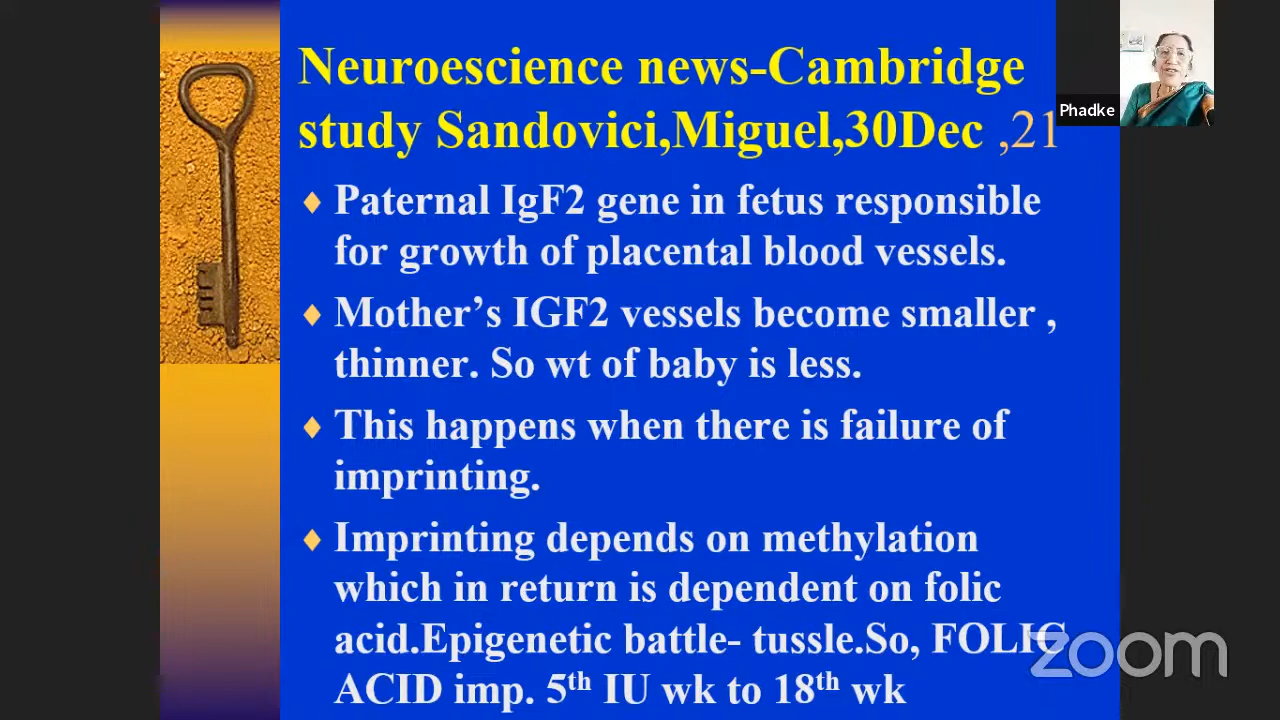 Neuroescience news-Cambridge
study Sandovici,Miguel,30Dec ,21
Phadke
Paternal IgF2 gene in fetus responsible
for growth of placental blood vessels.
Mother’s IGF2 vessels become smaller ,
thinner. So wt of baby is less.
This happens when there is failure of
imprinting.
Imprinting depends on methylation
which in return is dependent on folic
acid.Epigenetic battle- tussle.So, FOLIC
ACID imp. 5th IU wk to 18th wk
zoom